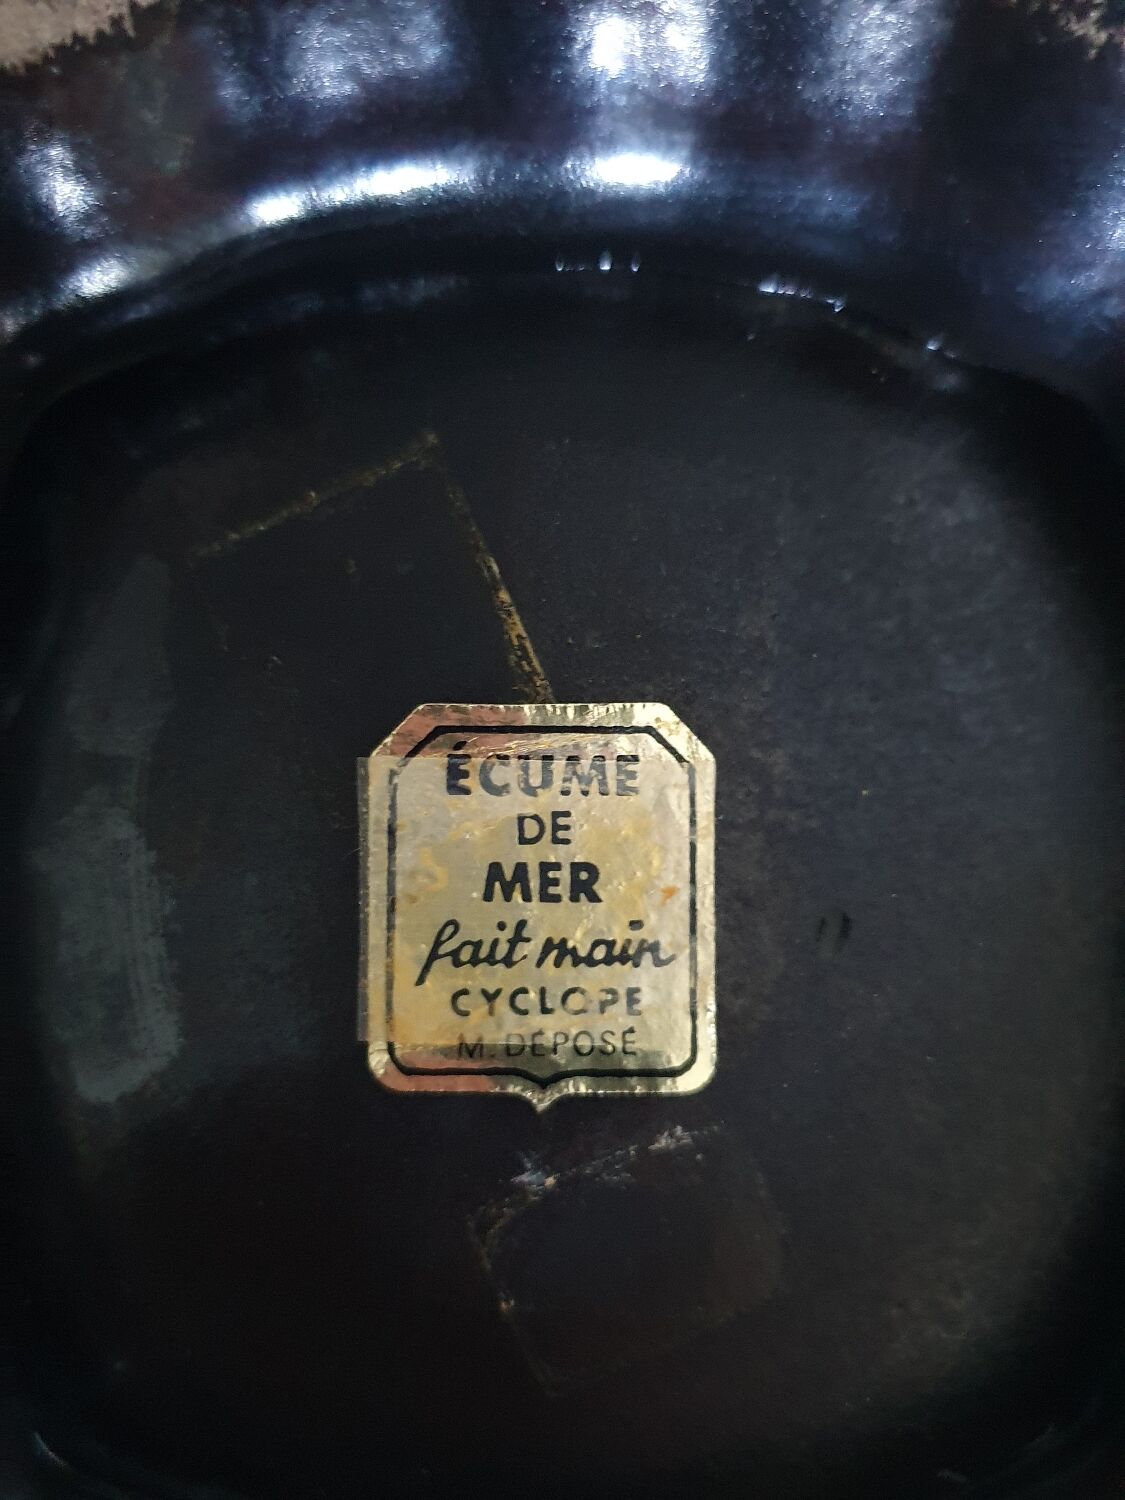 ÉCUME
DE
MER
fait main
CYCLOPE
M. DÉPOSÉ